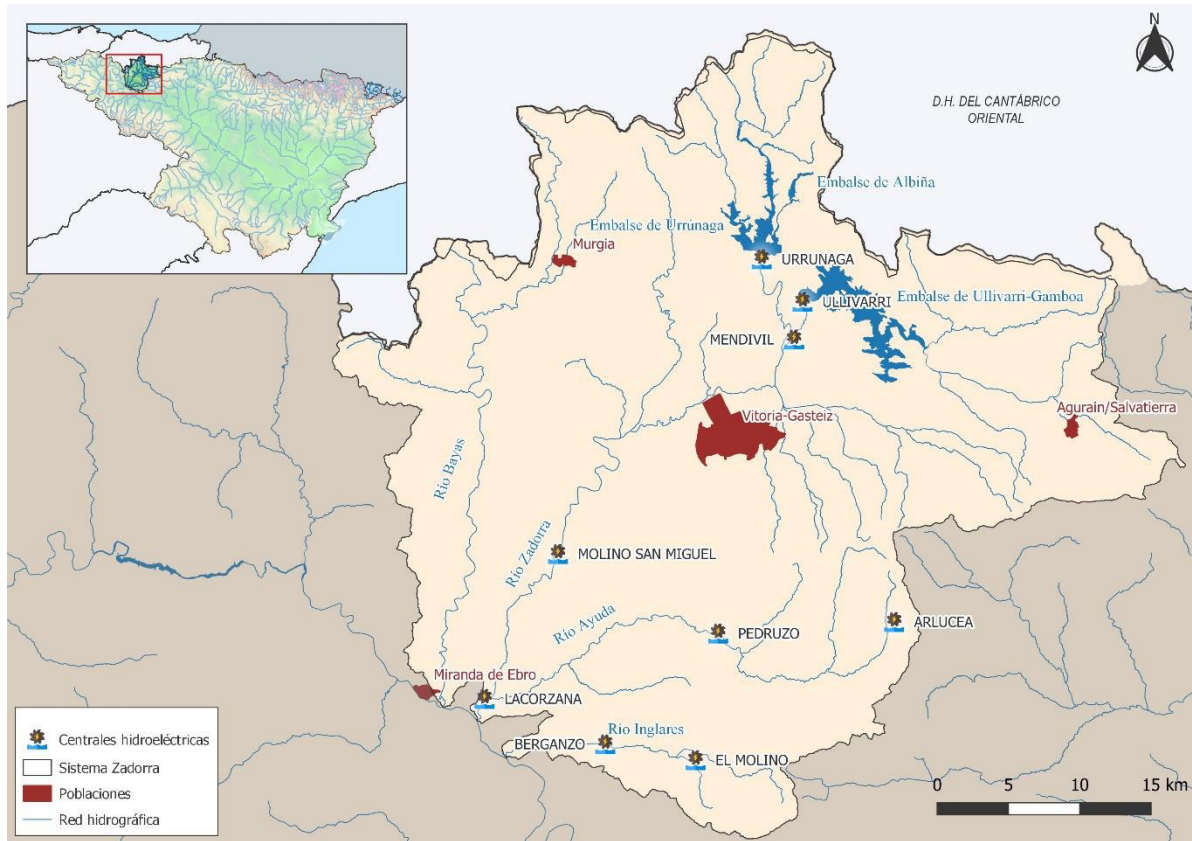 N
D.H. DEL CANTÁBRICO
ORIENTAL
Embalse de Albiña
Embalse de Urrúnaga
Murgia
URRUNAGA
Embalse de Ullivarri-Gamboa
ULLIVARRI
MENDIVIL
Agurain/Salvatierra
Vitoria-Gasteiz
Río Bayas
Río Zadorra
MOLINO SAN MIGUEL
Río Ayuda
PEDRUZO
ARLUCEA
Miranda de Ebro
LACORZANA
Río Inglares
BERGANZO
EL MOLINO
Centrales hidroeléctricas
Sistema Zadorra
Poblaciones
Red hidrográfica
0 5 10 15 km